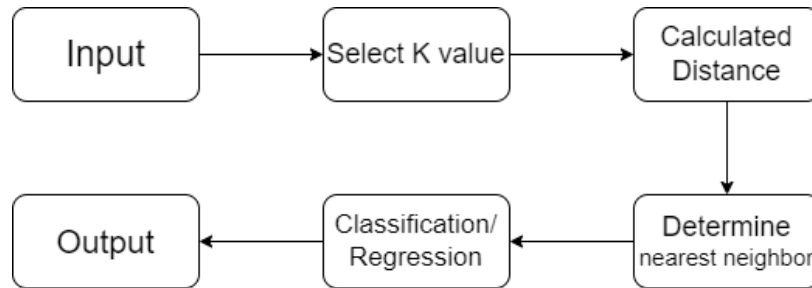 Input
Select K value
Calculated
Distance
Determine
nearest neighbor
Classification/
Regression
Output